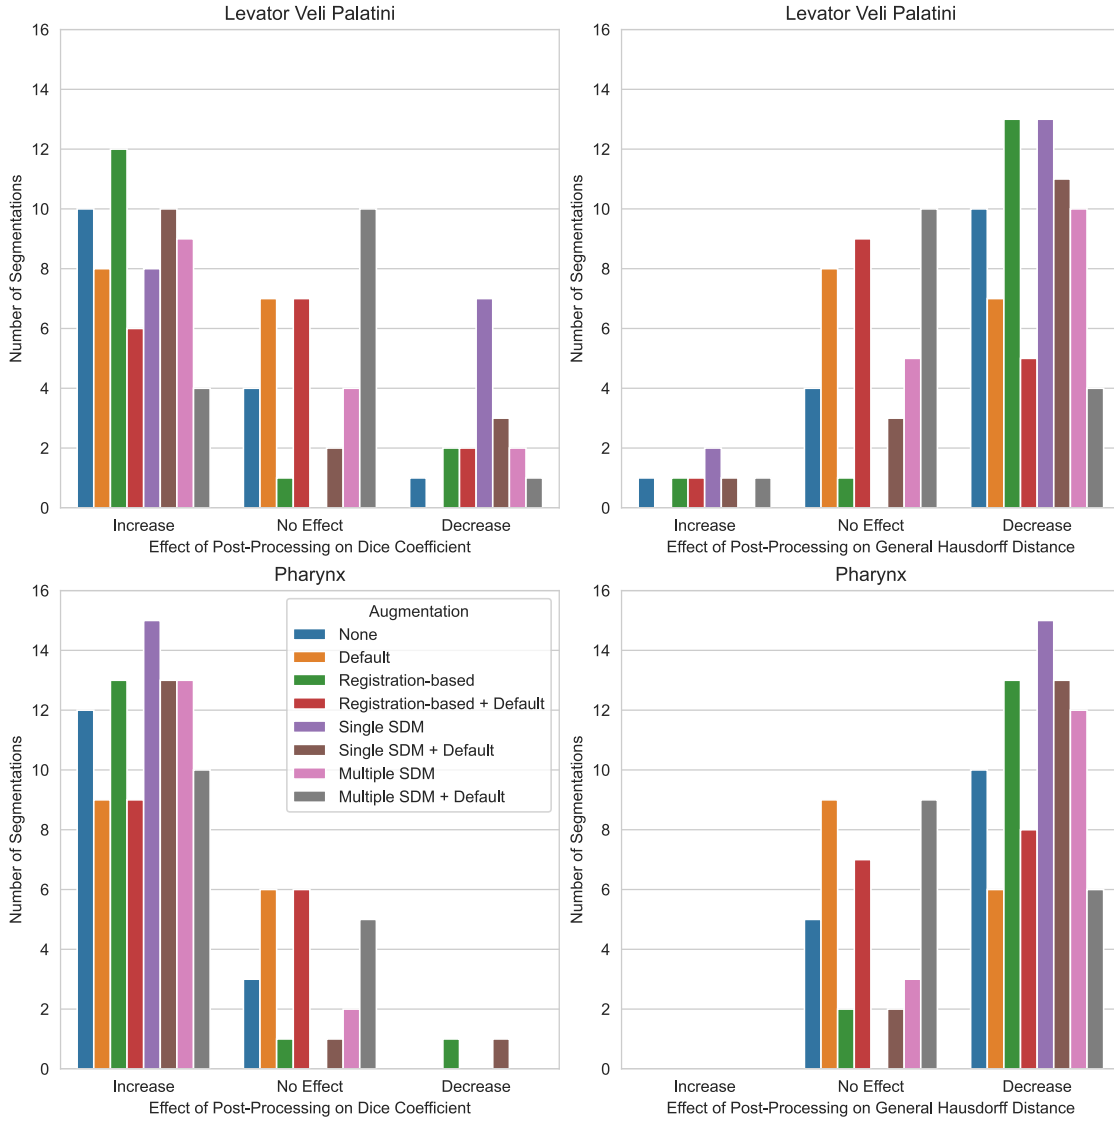 Levator Veli Palatini
16
14
12
10
8
6
4
2
0
Number of Segmentations
Increase No Effect Decrease
Effect of Post-Processing on Dice Coefficient
Levator Veli Palatini
16
14
12
10
8
6
4
2
0
Number of Segmentations
Increase No Effect Decrease
Effect of Post-Processing on General Hausdorff Distance
Pharynx
16
14
12
10
8
6
4
2
0
Number of Segmentations
Augmentation
None
Default
Registration-based
Registration-based + Default
Single SDM
Single SDM + Default
Multiple SDM
Multiple SDM + Default
Increase No Effect Decrease
Effect of Post-Processing on Dice Coefficient
Pharynx
16
14
12
10
8
6
4
2
0
Number of Segmentations
Increase No Effect Decrease
Effect of Post-Processing on General Hausdorff Distance